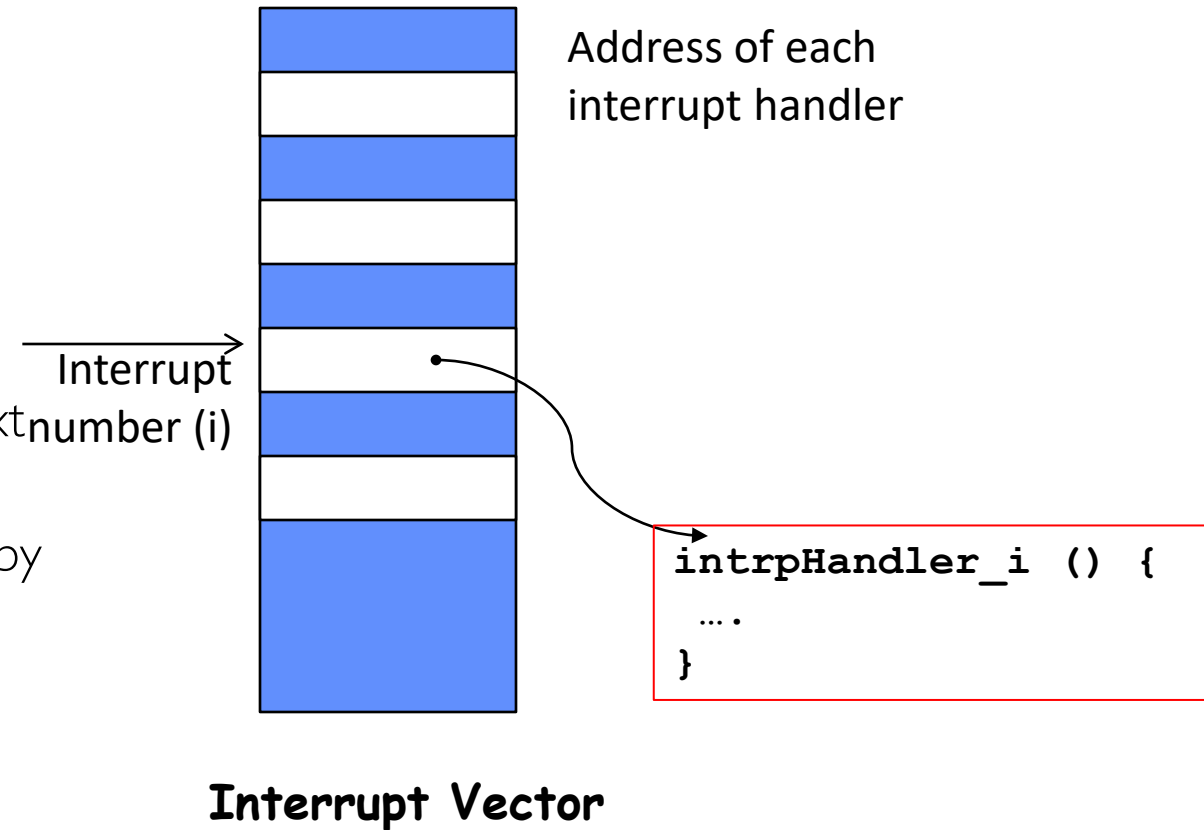 Address of each
interrupt handler
Interrupt
number (i)
intrpHandler_i () {
….
}
Interrupt Vector